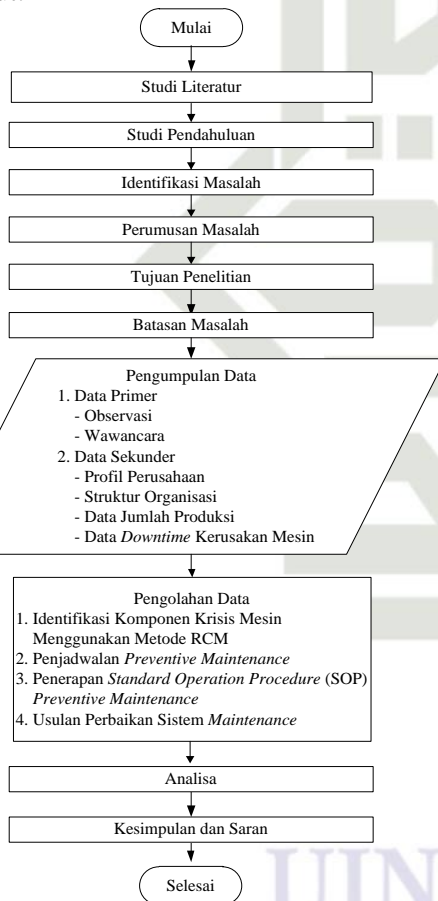 Mulai
Studi Literatur
Studi Pendahuluan
Identifikasi Masalah
Perumusan Masalah
Tujuan Penelitian
Batasan Masalah
Pengumpulan Data
1. Data Primer
- Observasi
- Wawancara
2. Data Sekunder
- Profil Perusahaan
- Struktur Organisasi
- Data Jumlah Produksi
- Data Downtime Kerusakan Mesin
Pengolahan Data
1. Identifikasi Komponen Krisis Mesin
Menggunakan Metode RCM
2. Penjadwalan Preventive Maintenance
3. Penerapan Standard Operation Procedure (SOP)
Preventive Maintenance
4. Usulan Perbaikan Sistem Maintenance
Analisa
Kesimpulan dan Saran
Selesai
UIN